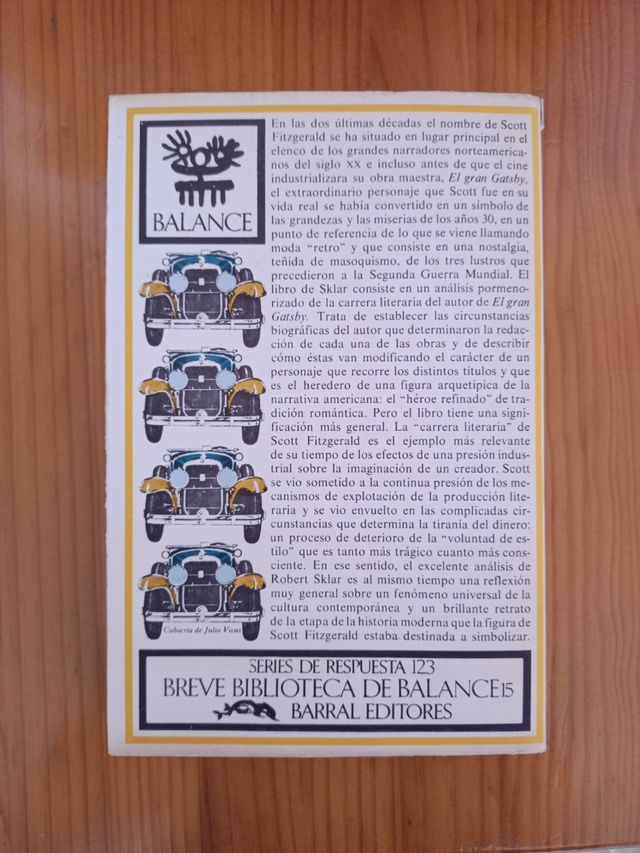 BALANCE
En las dos últimas décadas el nombre de Scott
Fitzgerald se ha situado en lugar principal en el
elenco de los grandes narradores norteamerica-
nos del siglo XX e incluso antes de que el cine
industrializara su obra maestra, El gran Gatsby,
el extraordinario personaje que Scott fue en su
vida real se había convertido en un símbolo de
las grandezas y las miserias de los años 30, en un
punto de referencia de lo que se viene llamando
moda “retro” y que consiste en una nostalgia,
teñida de masoquismo, de los tres lustros que
precedieron a la Segunda Guerra Mundial. El
libro de Sklar consiste en un análisis pormeno-
rizado de la carrera literaria del autor de El gran
Gatsby. Trata de establecer las circunstancias
biográficas del autor que determinaron la redac-
ción de cada una de las obras y de describir
cómo éstas van modificando el carácter de un
personaje que recorre los distintos títulos y que
es el heredero de una figura arquetípica de la
narrativa americana: el “héroe refinado” de tra-
dición romántica. Pero el libro tiene una signi-
ficación más general. La “carrera literaria” de
Scott Fitzgerald es el ejemplo más relevante
de su tiempo de los efectos de una presión indus-
trial sobre la imaginación de un creador. Scott
se vio sometido a la continua presión de los me-
canismos de explotación de la producción lite-
raria y se vio envuelto en las complicadas cir-
cunstancias que determina la tiranía del dinero:
un proceso de deterioro de la “voluntad de es-
tilo” que es tanto más trágico cuanto más cons-
ciente. En ese sentido, el excelente análisis de
Robert Sklar es al mismo tiempo una reflexión
muy general sobre un fenómeno universal de la
cultura contemporánea y un brillante retrato
de la etapa de la historia moderna que la figura de
Scott Fitzgerald estaba destinada a simbolizar.
Cubierta de Julio Vivas
SERIES DE RESPUESTA 123
BREVE BIBLIOTECA DE BALANCE 15
BARRAL EDITORES